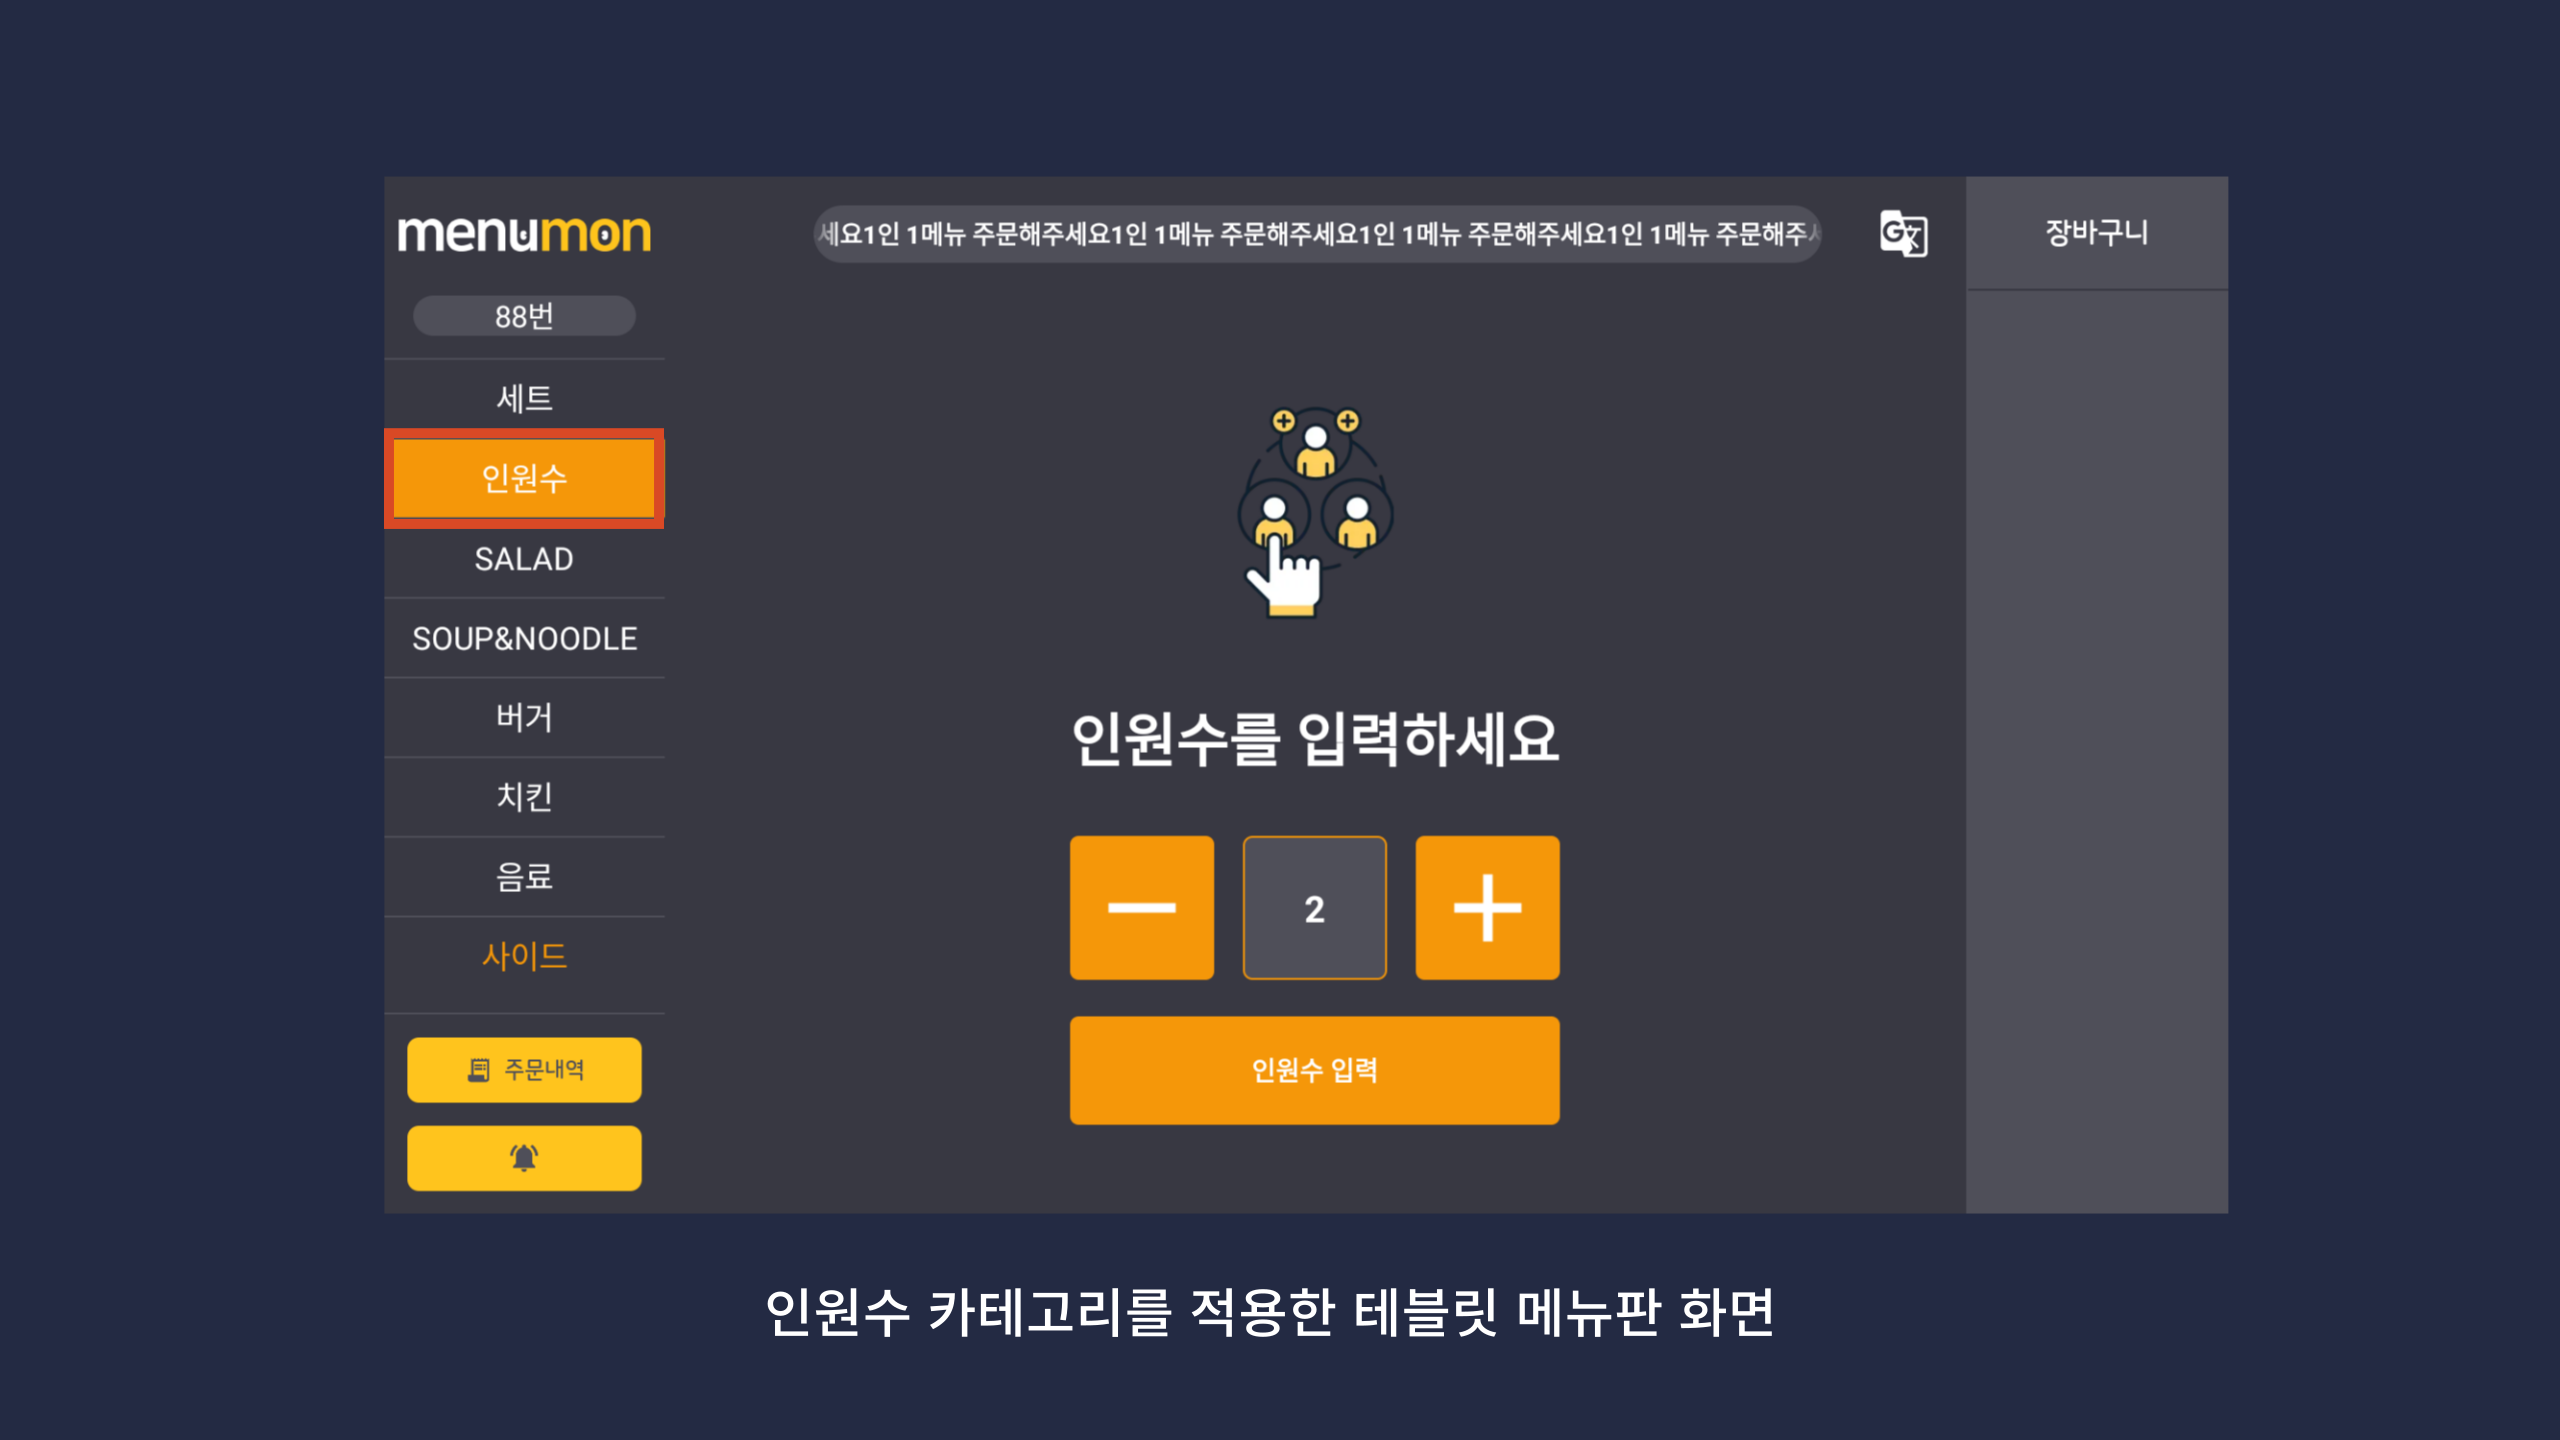 menumon
세요1인 1메뉴 주문해주세요1인 1메뉴 주문해주세요1인 1메뉴 주문해주세요1인 1메뉴 주문해주
장바구니
88번
세트
인원수
SALAD
SOUP&NOODLE
버거
치킨
음료
사이드
주문내역
인원수를 입력하세요
2
인원수 입력
인원수 카테고리를 적용한 테블릿 메뉴판 화면